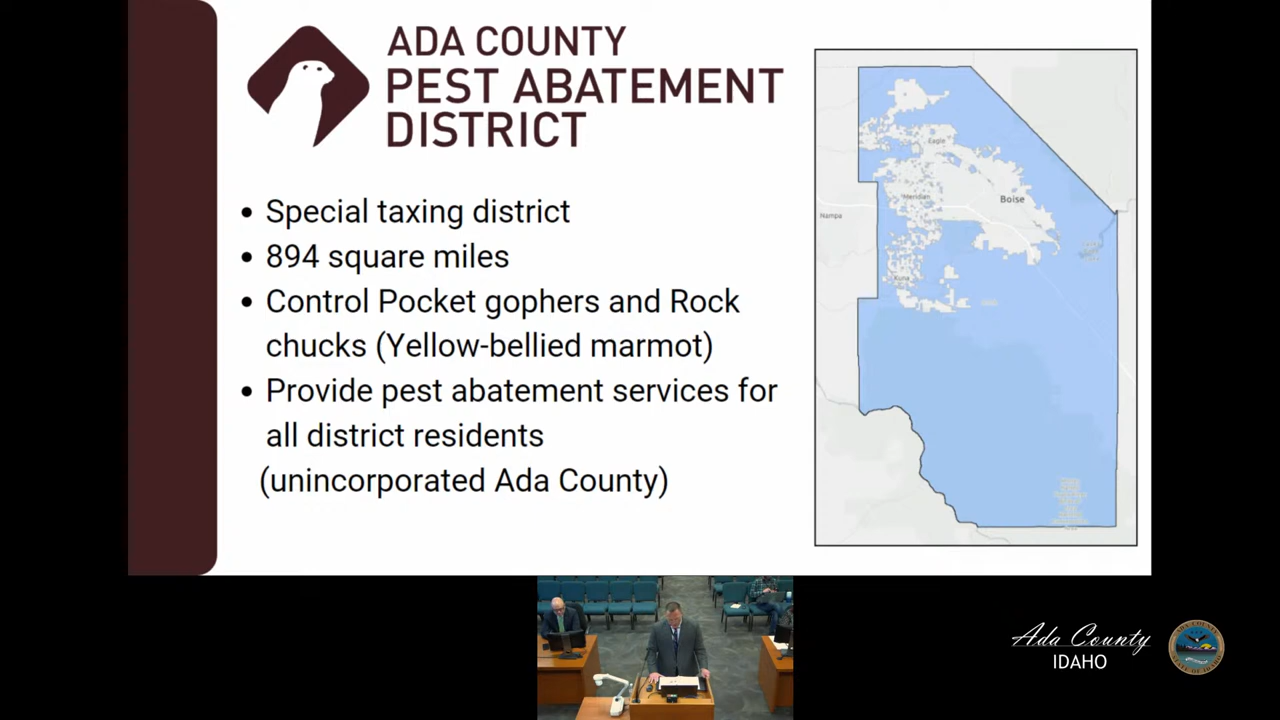 ADA COUNTY
PEST ABATEMENT
DISTRICT
• Special taxing district
• 894 square miles
• Control Pocket gophers and Rock
chucks (Yellow-bellied marmot)
• Provide pest abatement services for
all district residents
(unincorporated Ada County)
Eagle
Meridian
Boise
Nampa
Kuna
Ada County
IDAHO